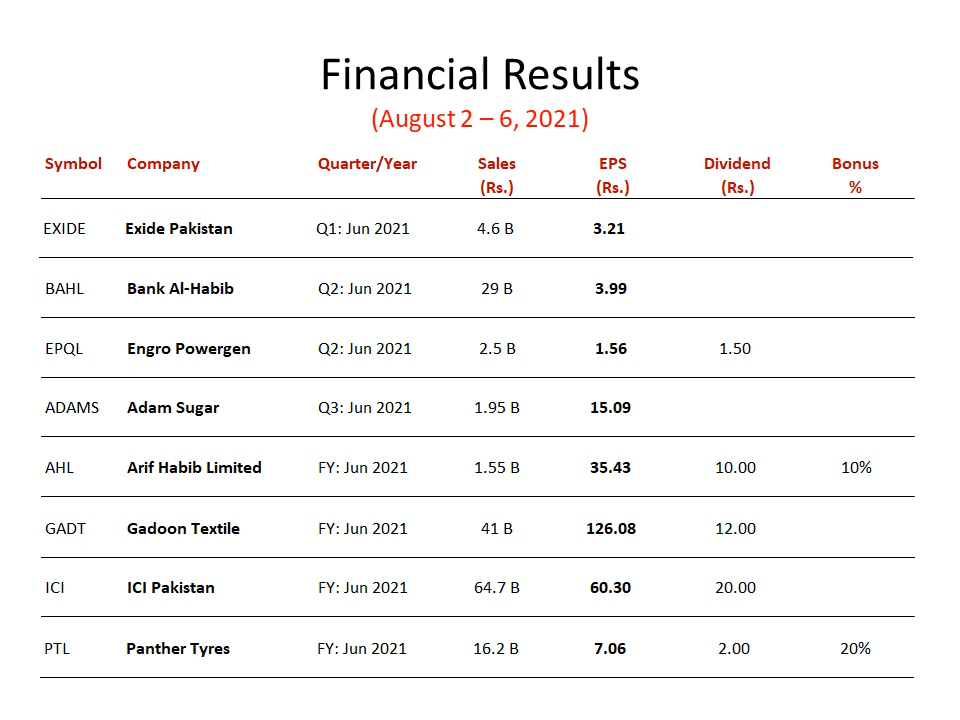 Financial Results
(August 2 – 6, 2021)
Symbol Company Quarter/Year Sales EPS Dividend Bonus
(Rs.) (Rs.) (Rs.) %
EXIDE Exide Pakistan Q1: Jun 2021 4.6 B 3.21
BAHL Bank Al-Habib Q2: Jun 2021 29 B 3.99
EPQL Engro Powergen Q2: Jun 2021 2.5 B 1.56 1.50
ADAMS Adam Sugar Q3: Jun 2021 1.95 B 15.09
AHL Arif Habib Limited FY: Jun 2021 1.55 B 35.43 10.00 10%
GADT Gadoon Textile FY: Jun 2021 41 B 126.08 12.00
ICI ICI Pakistan FY: Jun 2021 64.7 B 60.30 20.00
PTL Panther Tyres FY: Jun 2021 16.2 B 7.06 2.00 20%